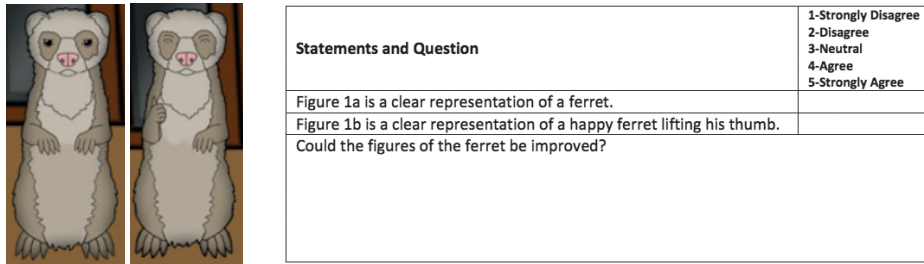 Statements and Question
1-Strongly Disagree
2-Disagree
3-Neutral
4-Agree
5-Strongly Agree
Figure 1a is a clear representation of a ferret.
Figure 1b is a clear representation of a happy ferret lifting his thumb.
Could the figures of the ferret be improved?